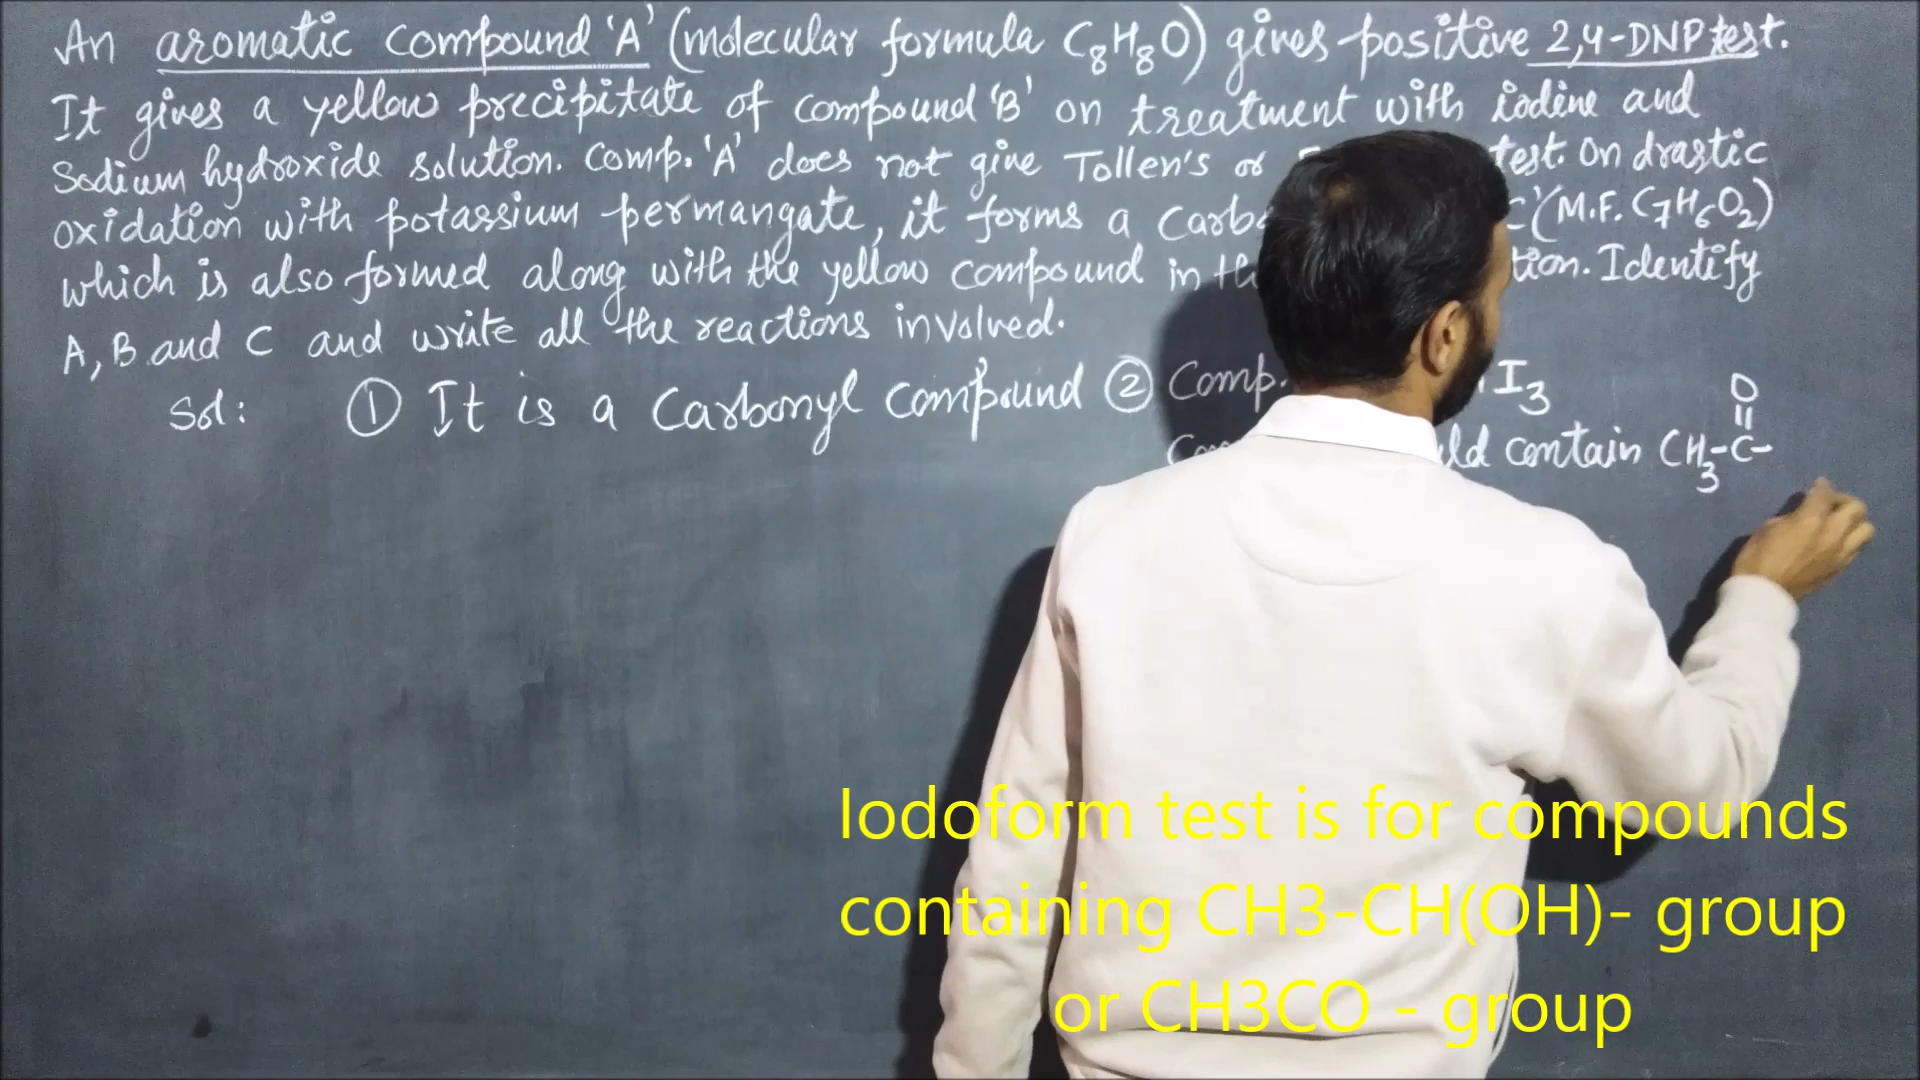 An aromatic compound 'A' (molecular formula C₈H₈O) gives positive 2,4-DNP test.
It gives a yellow precipitate of compound 'B' on treatment with iodine and
Sodium hydroxide solution. Comp. 'A' does not give Tollen's or test. On drastic
oxidation with potassium permangate, it forms a Carbo C' (M.F. C₇H₆O₂)
which is also formed along with the yellow compound in tion. Identify
A, B and C and write all the reactions involved.
Sol: ① It is a Carbonyl compound ② Comp. I₃
contain CH₃-C-
O
||
Iodoform test is for compounds
containing CH3-CH(OH)- group
or CH3CO - group